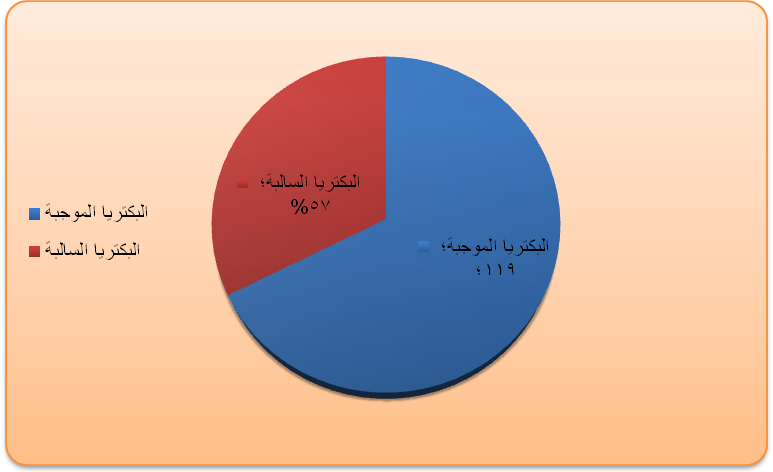 البكتريا الموجبة
البكتريا السالبة
البكتريا السالبة؛
%٥٧
البكتريا الموجبة؛
١١٩؛